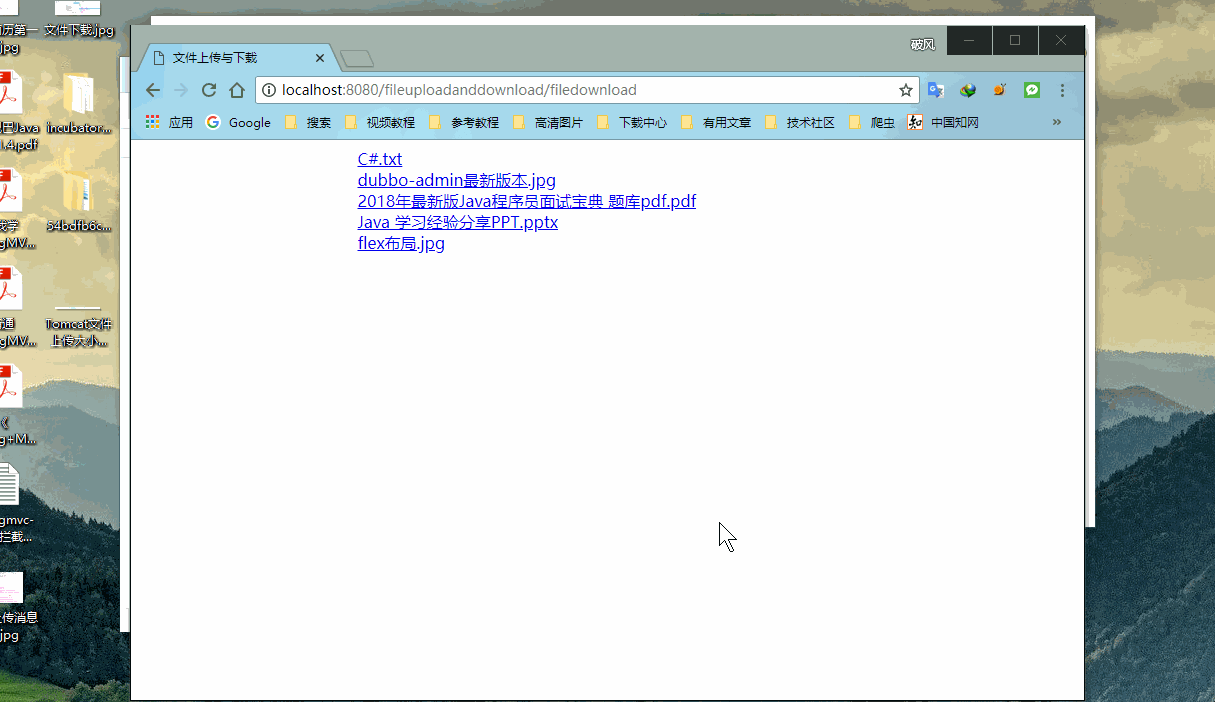 历第一
jpg
文件下载.jpg
Java
1.4.pdf
incubator...
我学
gMV...
54bdfb6c...
通
gMV...
Tomcat文件
上传大小...
《
g+M...
gmvc-
拦截...
上传消息
jpg
破风
文件上传与下载
localhost:8080/fileuploadanddownload/filedownload
应用
Google
搜索
视频教程
参考教程
高清图片
下载中心
有用文章
技术社区
爬虫
知
中国知网
»
C#.txt
dubbo-admin最新版本.jpg
2018年最新版Java程序员面试宝典 题库pdf.pdf
Java 学习经验分享PPT.pptx
flex布局.jpg